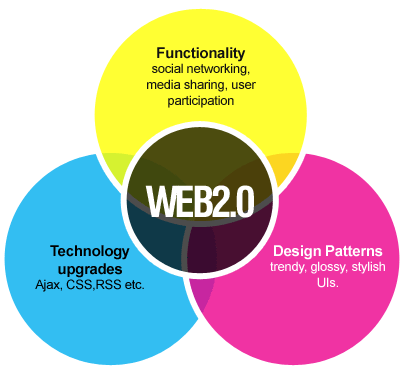 Functionality
social networking,
media sharing, user
participation
WEB2.0
Technology
upgrades
Ajax, CSS,RSS etc.
Design Patterns
trendy, glossy, stylish
UIs.